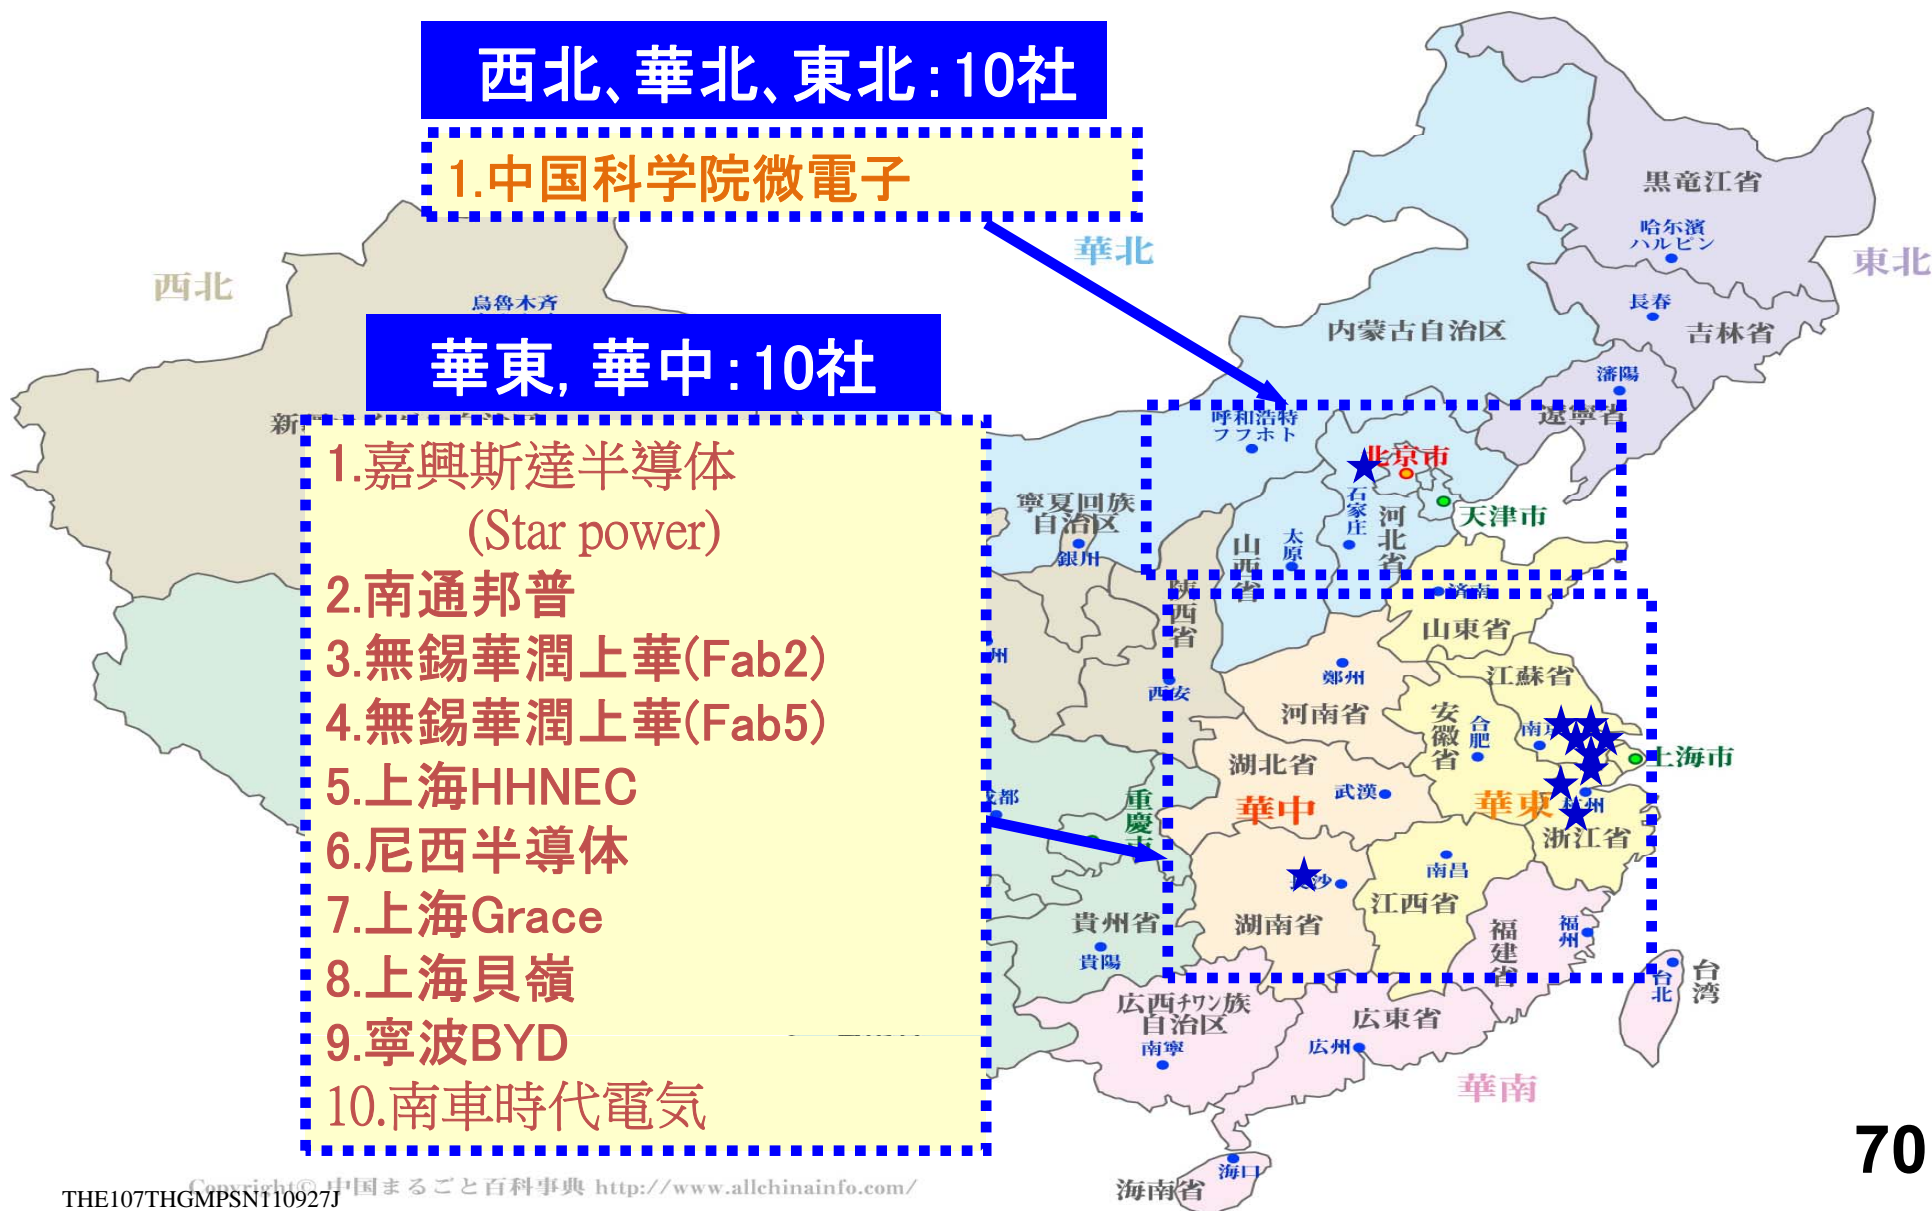 西北、華北、東北：10社
1.中国科学院微電子
華東，華中：10社
1.嘉興斯達半導体
(Star power)
2.南通邦普
3.無錫華潤上華(Fab2)
4.無錫華潤上華(Fab5)
5.上海HHNEC
6.尼西半導体
7.上海Grace
8.上海貝嶺
9.寧波BYD
10.南車時代電気
西北
烏魯木斉
華北
東北
黒竜江省
哈尔濱
ハルピン
長春
吉林省
内蒙古自治区
瀋陽
遼寧省
呼和浩特
フフホト
北京市
天津市
石家庄
河北省
山西省
太原
寧夏回族
自治区
銀川
陝西省
西安
済南
山東省
江蘇省
鄭州
河南省
安徽省
合肥
上海市
湖北省
武漢
華中
華東
浙江省
重慶市
南昌
江西省
湖南省
貴州省
貴陽
福建省
福州
台北
台湾
広西チワン族
自治区
南寧
広東省
広州
華南
海口
海南省
70
Copyright© 中国まるごと百科事典 http://www.allchinainfo.com/
THE107THGMPSN110927J